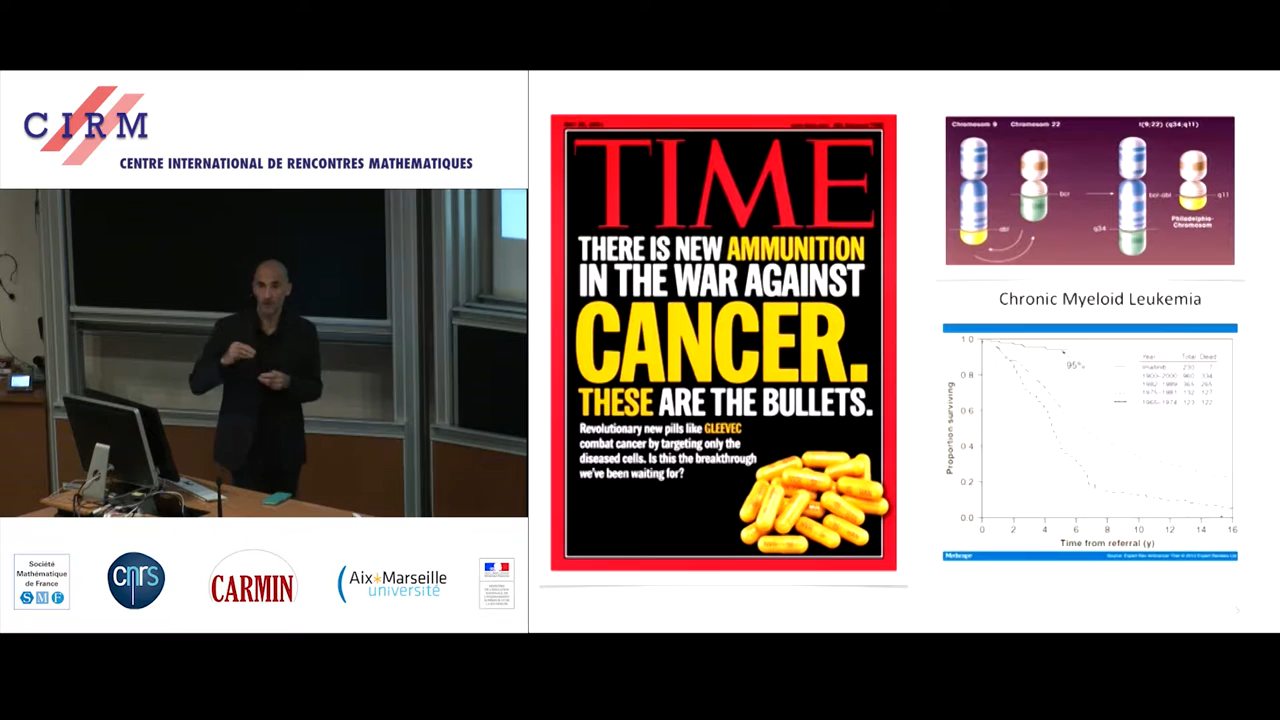 CIRM
CENTRE INTERNATIONAL DE RENCONTRES MATHEMATIQUES
Société
Mathématique
de France
SMF
cnrs
CARMIN
Aix*Marseille
université
TIME
THERE IS NEW AMMUNITION
IN THE WAR AGAINST
CANCER.
THESE ARE THE BULLETS.
Revolutionary new pills like GLEEVEC
combat cancer by targeting only the
diseased cells. Is this the breakthrough
we've been waiting for?
Chromosom 9 Chromosom 22 t(9;22) (q34;q11)
bcr
bcr-abl
q11
abl
q34
Philadelphia-
Chromosom
Chronic Myeloid Leukemia
1.0
0.8
0.6
0.4
0.2
0.0
Proportion surviving
95%
Year Total Dead
Imatinib 230 7
1990-2000 960 334
1982-1989 365 265
1975-1981 132 127
1965-1974 123 122
0 2 4 6 8 10 12 14 16
Time from referral (y)
Medscape